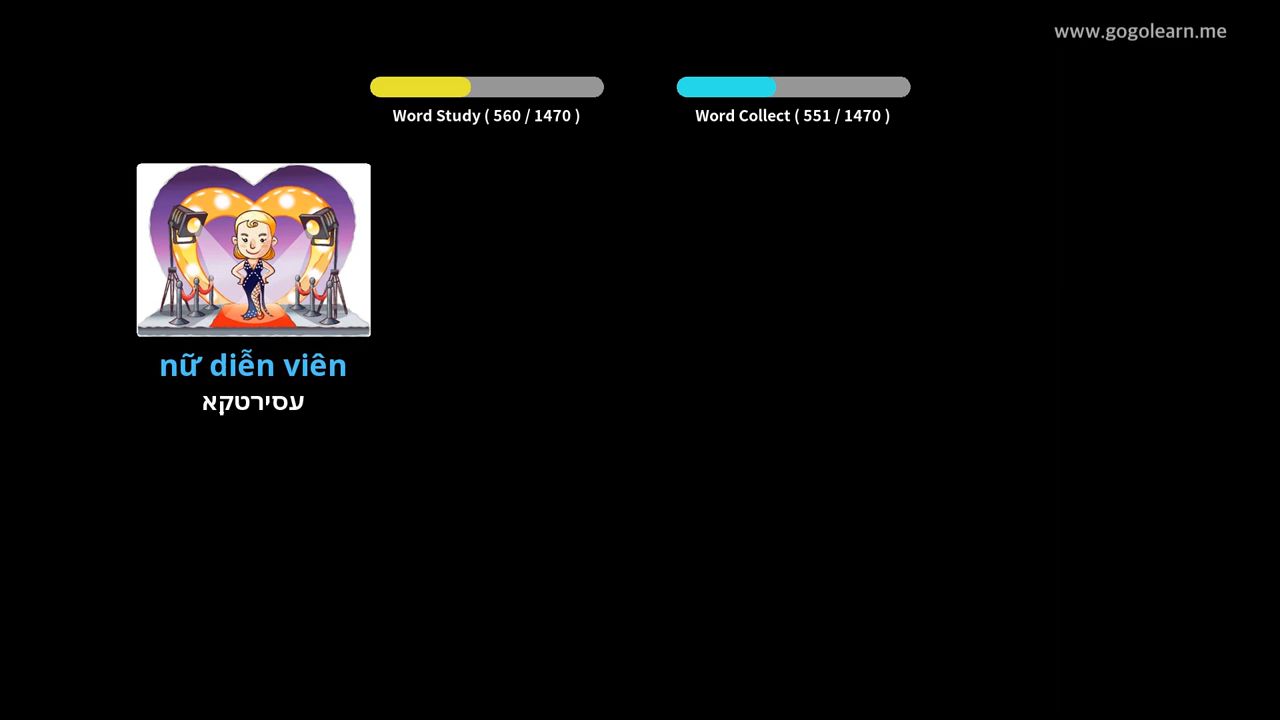 www.gogolearn.me
Word Study ( 560 / 1470 )
Word Collect ( 551 / 1470 )
nữ diễn viên
עסירטקא